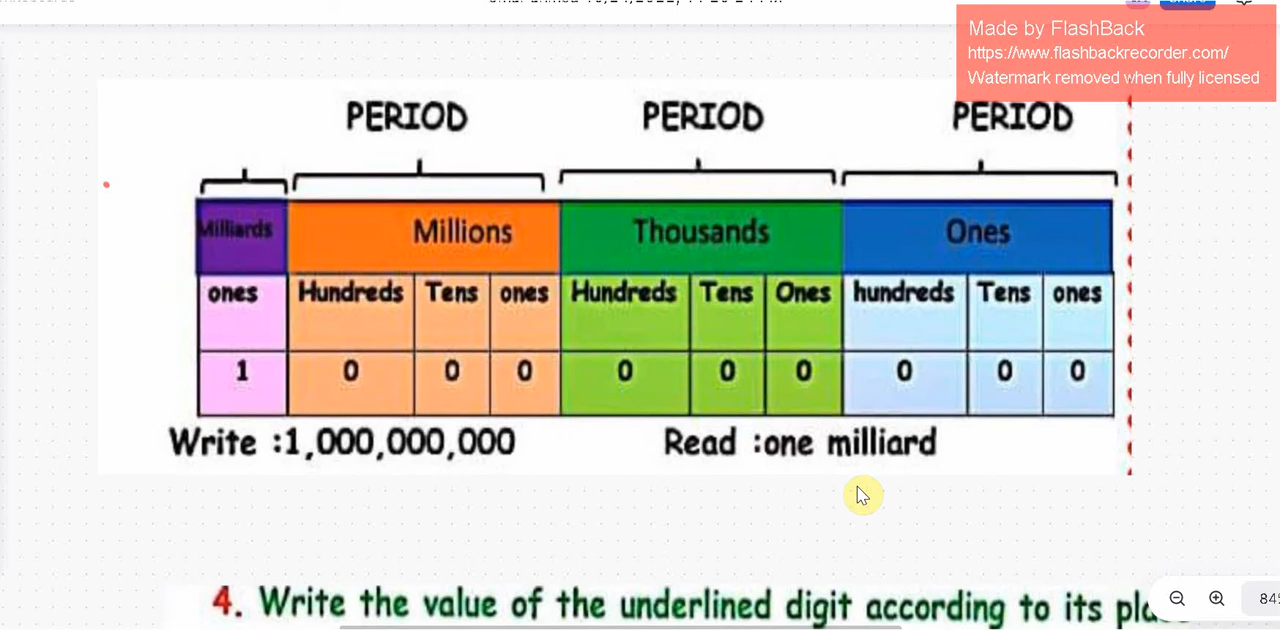 Made by FlashBack
https://www.flashbackrecorder.com/
Watermark removed when fully licensed
PERIOD PERIOD PERIOD
Milliards Millions Thousands Ones
ones Hundreds Tens ones Hundreds Tens Ones hundreds Tens ones
1 0 0 0 0 0 0 0 0 0
Write :1,000,000,000 Read :one milliard
4. Write the value of the underlined digit according to its